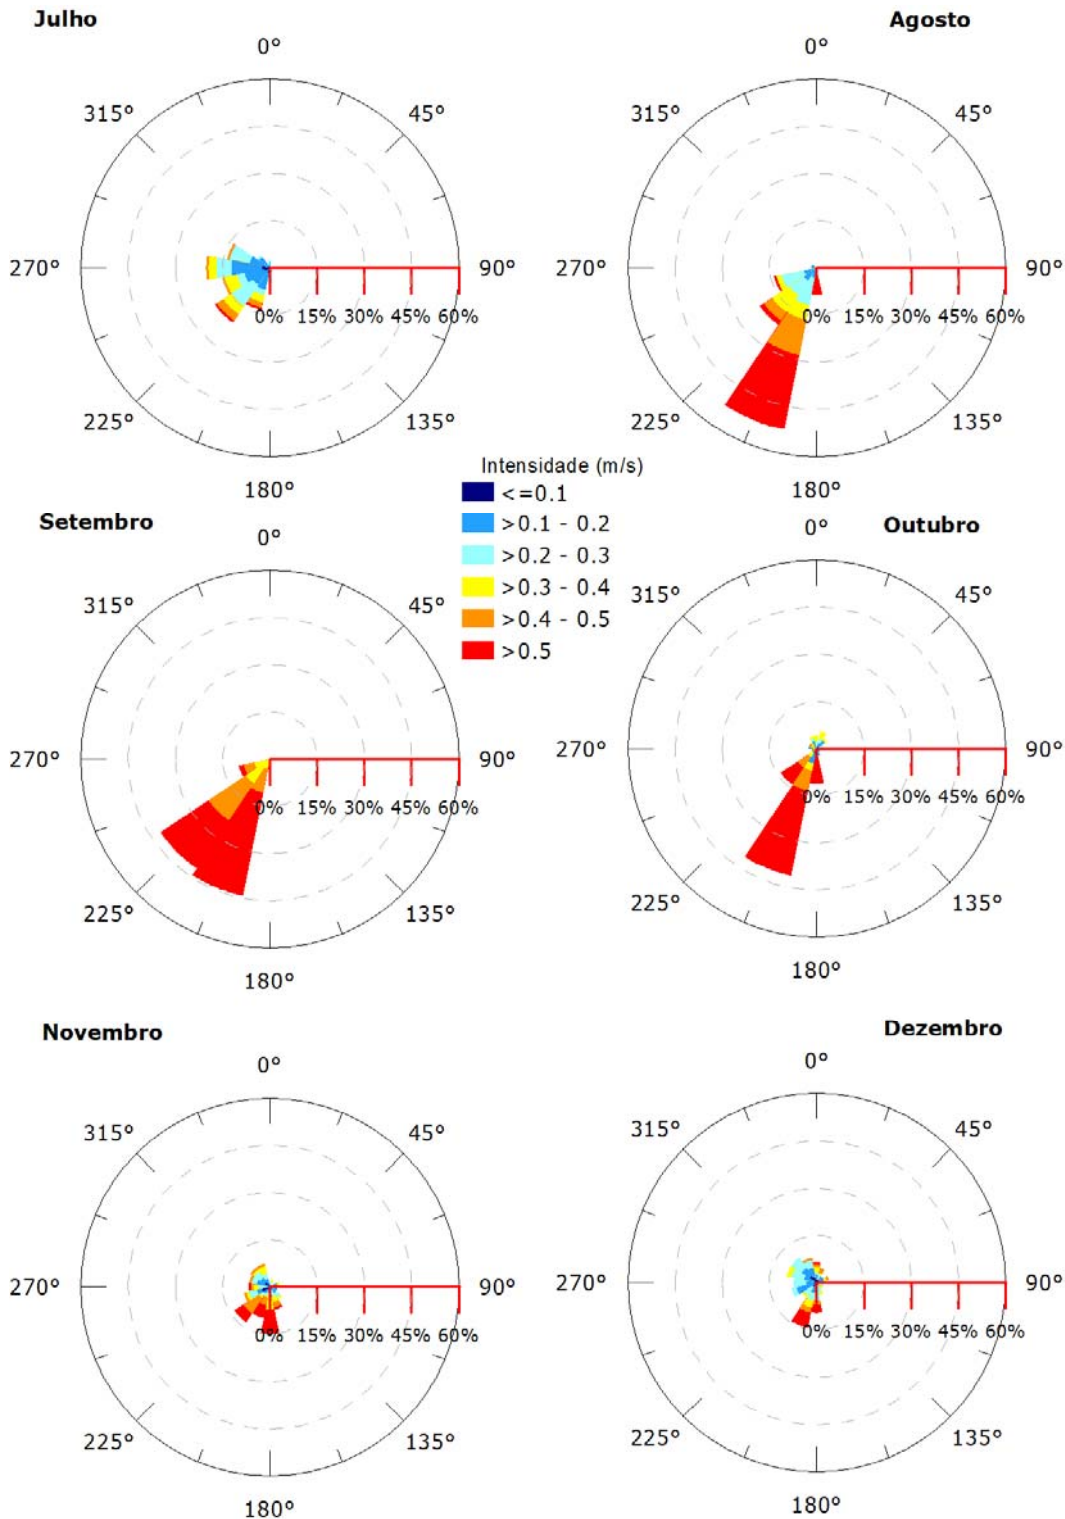 Julho
Agosto
0°
0°
315°
45°
315°
45°
270°
90°
270°
90°
0% 15% 30% 45% 60%
0% 15% 30% 45% 60%
225°
135°
225°
135°
180°
180°
Intensidade (m/s)
<=0.1
>0.1 - 0.2
>0.2 - 0.3
>0.3 - 0.4
>0.4 - 0.5
>0.5
Setembro
Outubro
0°
0°
315°
45°
315°
45°
270°
90°
270°
90°
0% 15% 30% 45% 60%
0% 15% 30% 45% 60%
225°
135°
225°
135°
180°
180°
Novembro
Dezembro
0°
0°
315°
45°
315°
45°
270°
90°
270°
90°
0% 15% 30% 45% 60%
0% 15% 30% 45% 60%
225°
135°
225°
135°
180°
180°